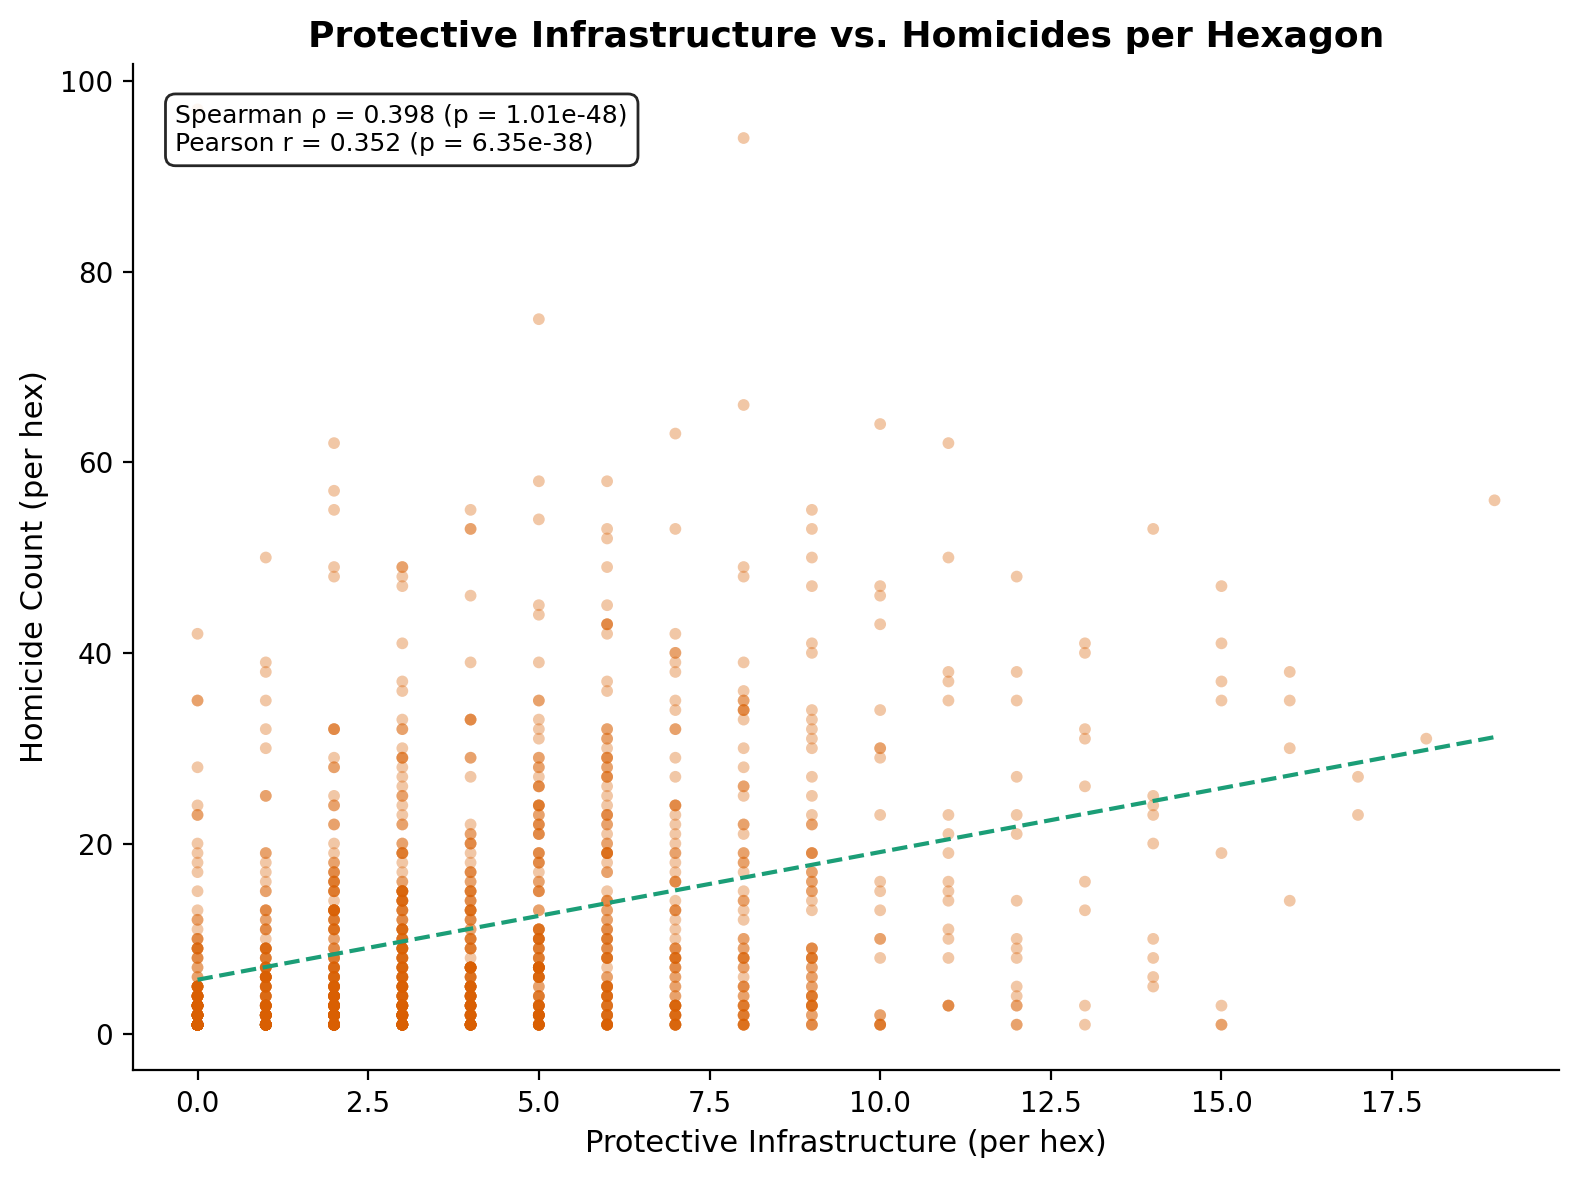 Protective Infrastructure vs. Homicides per Hexagon
Spearman ρ = 0.398 (p = 1.01e-48)
Pearson r = 0.352 (p = 6.35e-38)
Homicide Count (per hex)
100
80
60
40
20
0
0.0 2.5 5.0 7.5 10.0 12.5 15.0 17.5
Protective Infrastructure (per hex)